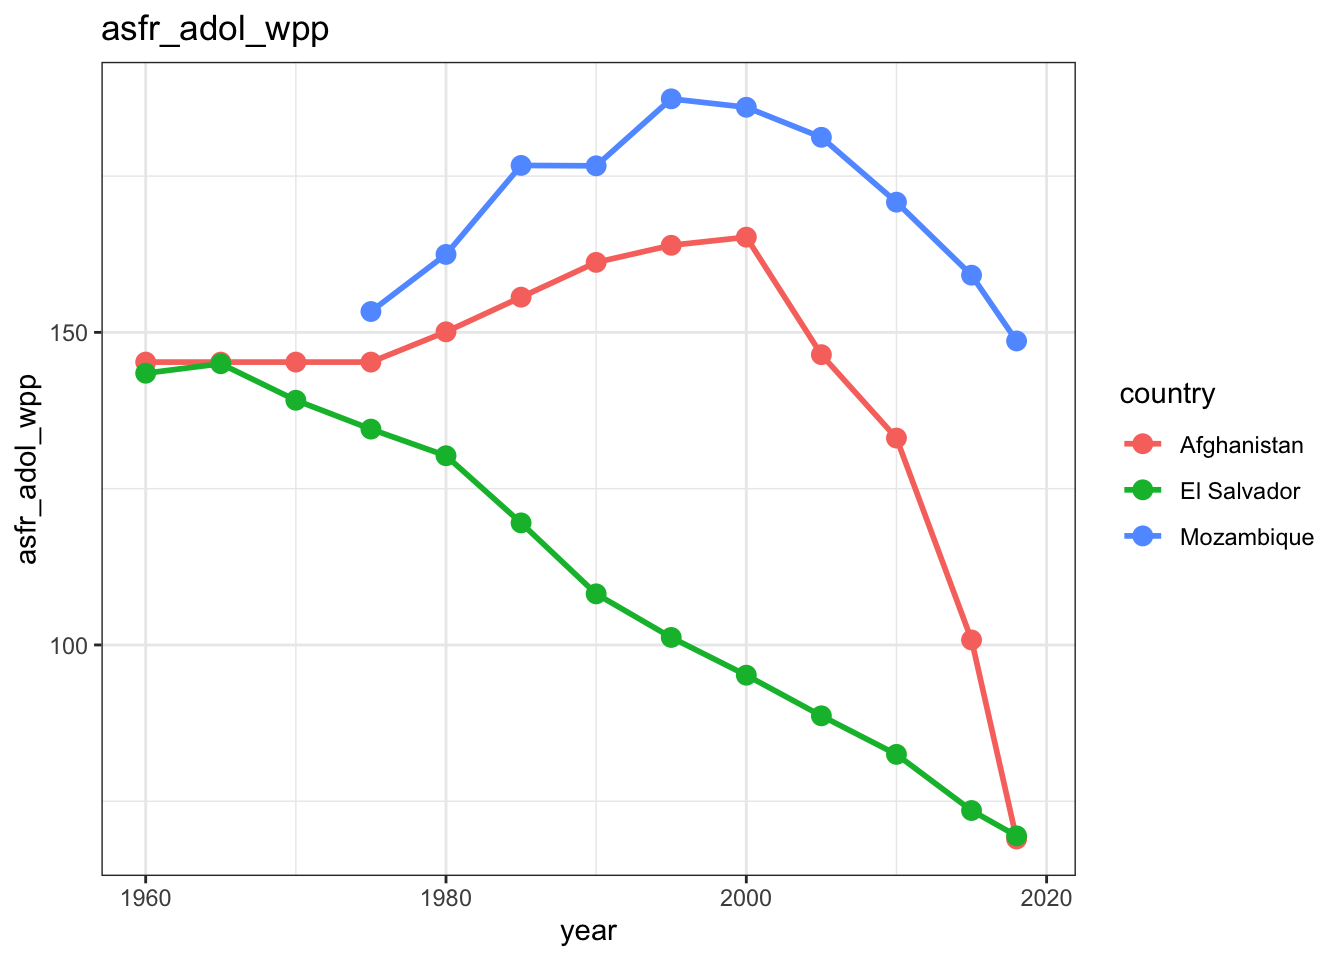 asfr_adol_wpp
asfr_adol_wpp
150
100
1960 1980 2000 2020
year
country
Afghanistan
El Salvador
Mozambique